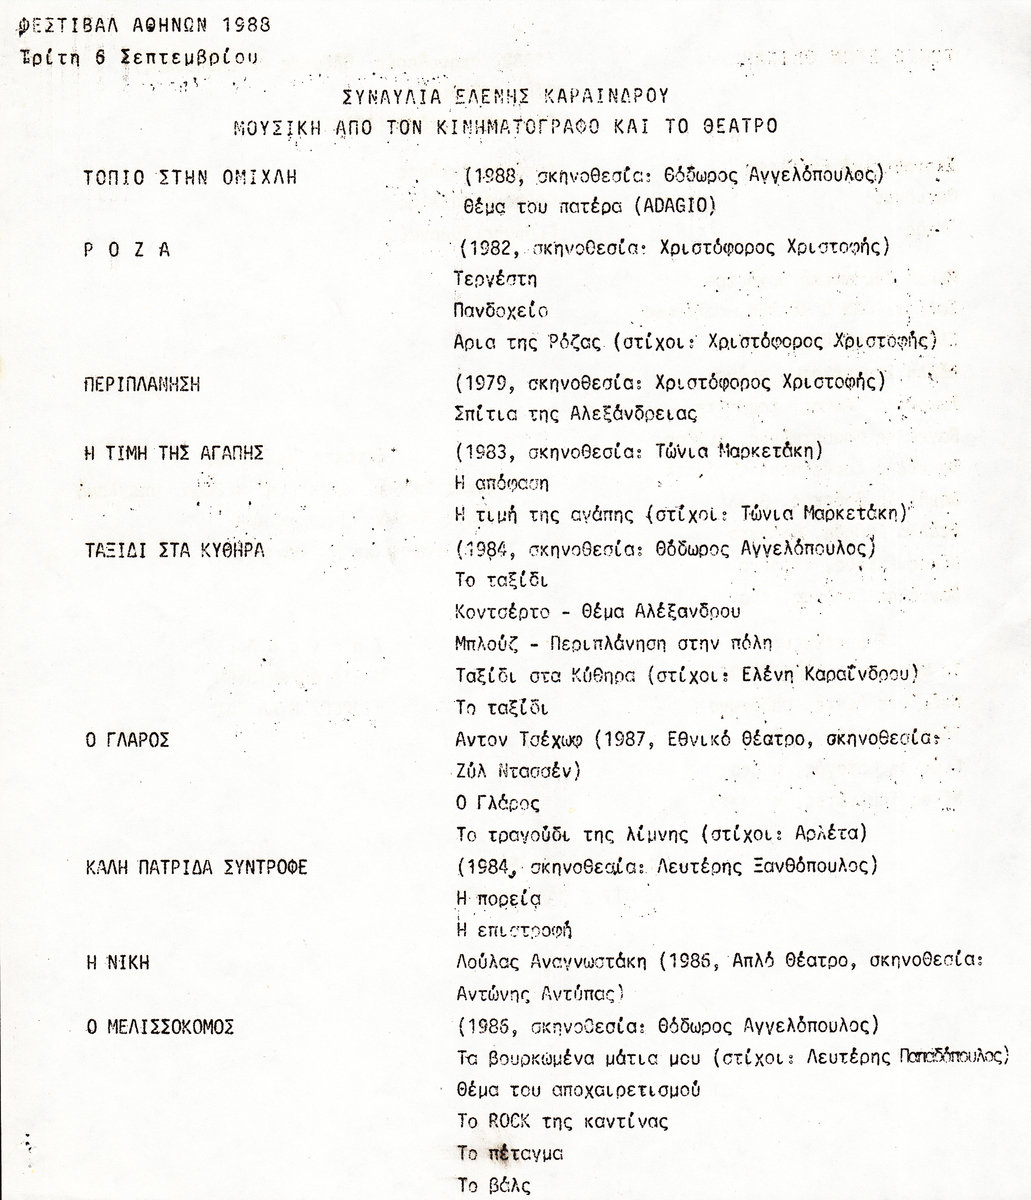 ΦΕΣΤΙΒΑΛ ΑΘΗΝΩΝ 1988
Τρίτη 6 Σεπτεμβρίου
ΣΥΝΑΥΛΙΑ ΕΛΕΝΗΣ ΚΑΡΑΙΝΔΡΟΥ
ΜΟΥΣΙΚΗ ΑΠΟ ΤΟΝ ΚΙΝΗΜΑΤΟΓΡΑΦΟ ΚΑΙ ΤΟ ΘΕΑΤΡΟ
ΤΟΠΙΟ ΣΤΗΝ ΟΜΙΧΛΗ (1988, σκηνοθεσία: Θόδωρος Αγγελόπουλος)
Θέμα του πατέρα (ADAGIO)
Ρ Ο Ζ Α (1982, σκηνοθεσία: Χριστόφορος Χριστοφής)
Τεργέστη
Πανδοχείο
Αρια της Ρόζας (στίχοι: Χριστόφορος Χριστοφής)
ΠΕΡΙΠΛΑΝΗΣΗ (1979, σκηνοθεσία: Χριστόφορος Χριστοφής)
Σπίτια της Αλεξάνδρειας
Η ΤΙΜΗ ΤΗΣ ΑΓΑΠΗΣ (1983, σκηνοθεσία: Τώνια Μαρκετάκη)
Η απόφαση
Η τιμή της αγάπης (στίχοι: Τώνια Μαρκετάκη)
ΤΑΞΙΔΙ ΣΤΑ ΚΥΘΗΡΑ (1984, σκηνοθεσία: Θόδωρος Αγγελόπουλος)
Το ταξίδι
Κοντσέρτο - Θέμα Αλέξανδρου
Μπλούζ - Περιπλάνηση στην πόλη
Ταξίδι στα Κύθηρα (στίχοι: Ελένη Καραΐνδρου)
Το ταξίδι
Ο ΓΛΑΡΟΣ Αντον Τσέχωφ (1987, Εθνικό Θέατρο, σκηνοθεσία:
Ζύλ Ντασσέν)
Ο Γλάρος
Το τραγούδι της λίμνης (στίχοι: Αρλέτα)
ΚΑΛΗ ΠΑΤΡΙΔΑ ΣΥΝΤΡΟΦΕ (1984, σκηνοθεσία: Λευτέρης Ξανθόπουλος)
Η πορεία
Η επιστροφή
Η ΝΙΚΗ Λούλας Αναγνωστάκη (1986, Απλό Θέατρο, σκηνοθεσία:
Αντώνης Αντύπας)
Ο ΜΕΛΙΣΣΟΚΟΜΟΣ (1986, σκηνοθεσία: Θόδωρος Αγγελόπουλος)
Τα βουρκωμένα μάτια μου (στίχοι: Λευτέρης Παπαδόπουλος)
Θέμα του αποχαιρετισμού
Το ROCK της καντίνας
Το πέταγμα
Το βάλς